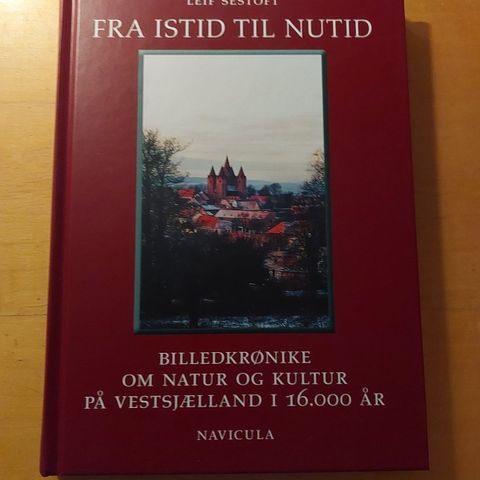 LEIF SESTOFT
FRA ISTID TIL NUTID
BILLEDKRØNIKE
OM NATUR OG KULTUR
PÅ VESTSJÆLLAND I 16.000 ÅR
NAVICULA